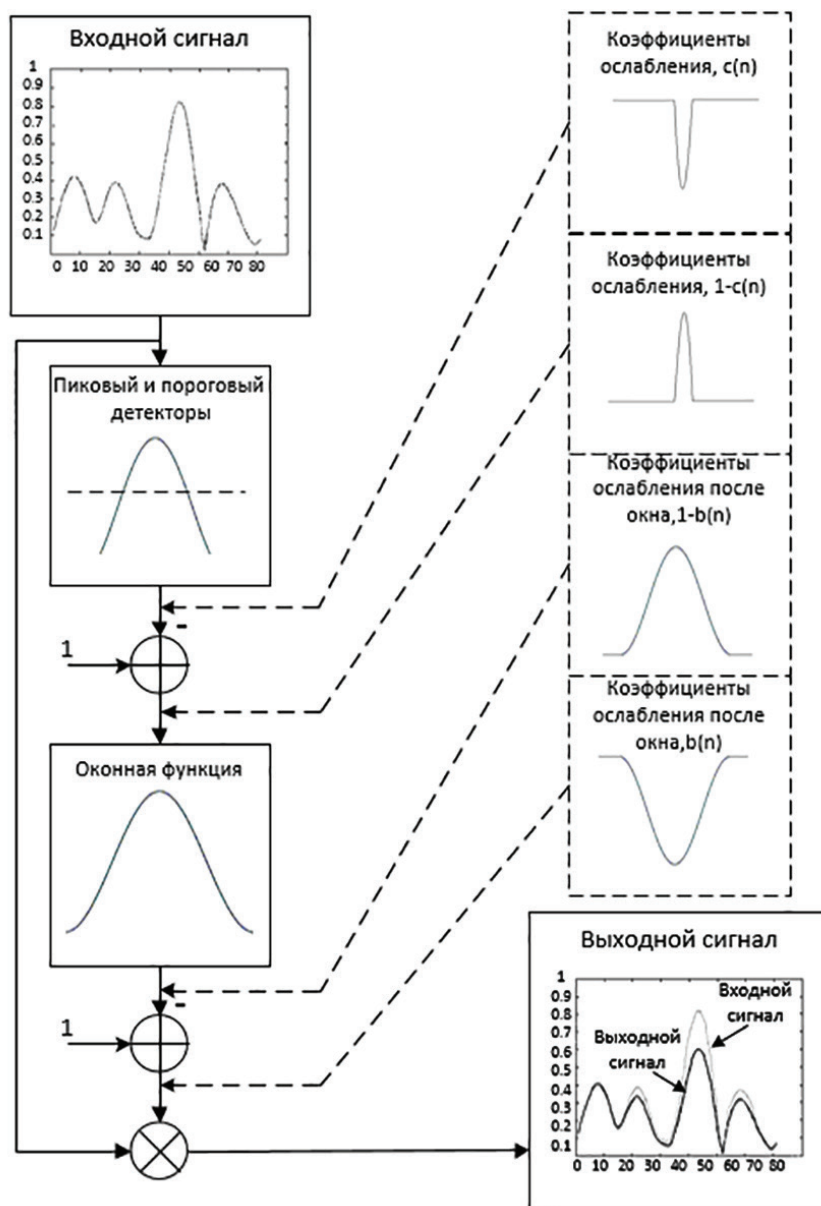 Входной сигнал
1
0.9
0.8
0.7
0.6
0.5
0.4
0.3
0.2
0.1
0 10 20 30 40 50 60 70 80
Пиковый и пороговый
детекторы
-
1
Оконная функция
-
1
Коэффициенты
ослабления, c(n)
Коэффициенты
ослабления, 1-c(n)
Коэффициенты
ослабления после
окна,1-b(n)
Коэффициенты
ослабления после
окна,b(n)
Выходной сигнал
1
0.9
0.8
0.7
0.6
0.5
0.4
0.3
0.2
0.1
0 10 20 30 40 50 60 70 80
Входной
сигнал
Выходной
сигнал